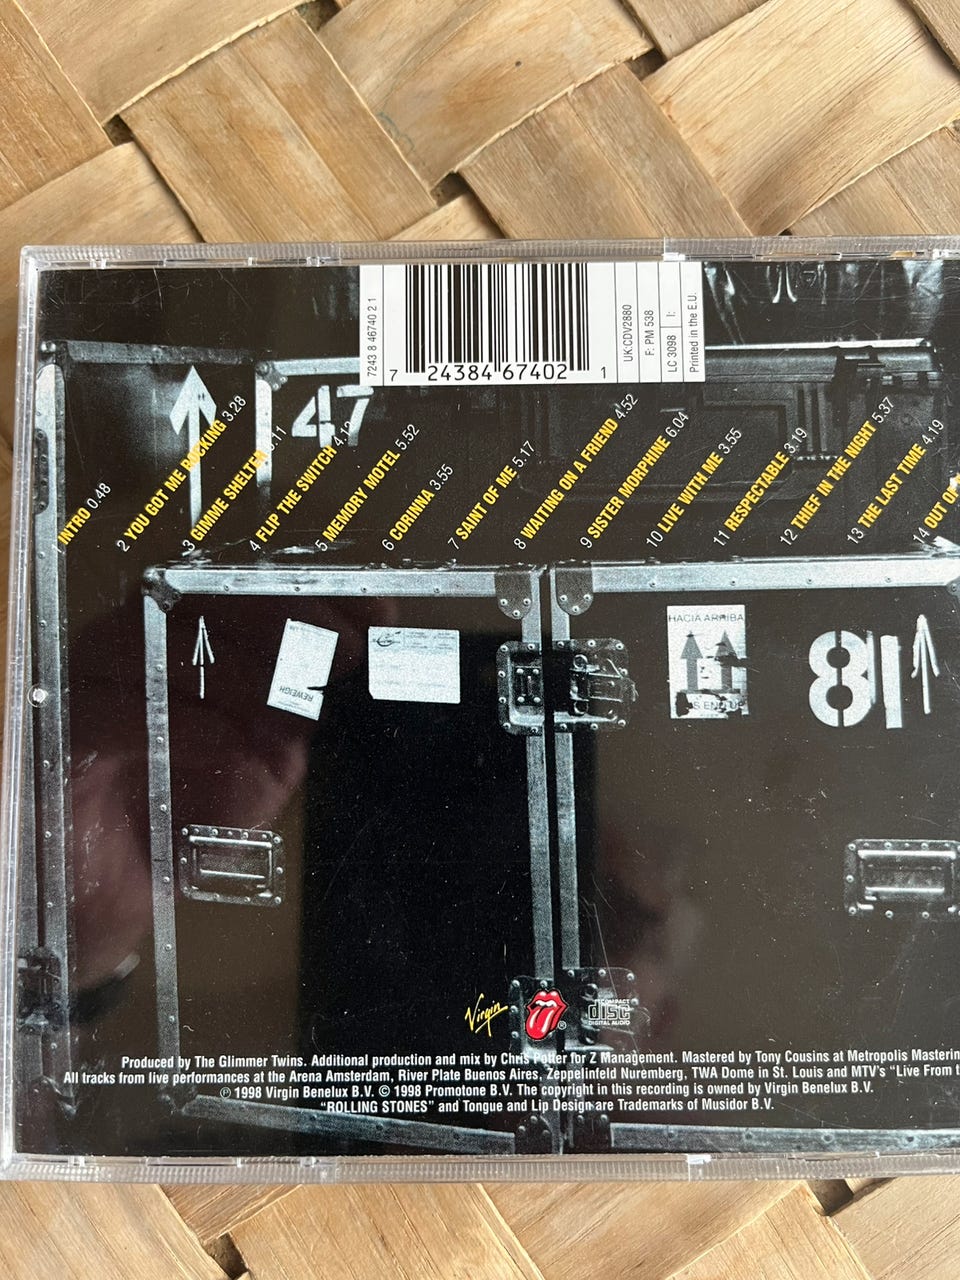 7243 8 46740 2 1
7 24384 67402 1
UK:CDV2880
F: PM 538
LC 3098 I:
Printed in the E.U.
47
INTRO 0.48
2 YOU GOT ME ROCKING 3.28
3 GIMME SHELTER
4 FLIP THE SWITCH
5 MEMORY MOTEL 5.52
6 CORINNA 3.55
7 SAINT OF ME 5.17
8 WAITING ON A FRIEND 4.52
9 SISTER MORPHINE 6.04
10 LIVE WITH ME 3.55
11 RESPECTABLE 3.19
12 THIEF IN THE NIGHT 5.37
13 THE LAST TIME 4.19
14 OUT OF
REWEIGH
HACIA ARRIBA
S END UP
81
Virgin
COMPACT
disc
DIGITAL AUDIO
Produced by The Glimmer Twins. Additional production and mix by Chris Potter for Z Management. Mastered by Tony Cousins at Metropolis Masterin
All tracks from live performances at the Arena Amsterdam, River Plate Buenos Aires, Zeppelinfeld Nuremberg, TWA Dome in St. Louis and MTV's "Live From t
℗ 1998 Virgin Benelux B.V. © 1998 Promotone B.V. The copyright in this recording is owned by Virgin Benelux B.V.
"ROLLING STONES" and Tongue and Lip Design are Trademarks of Musidor B.V.